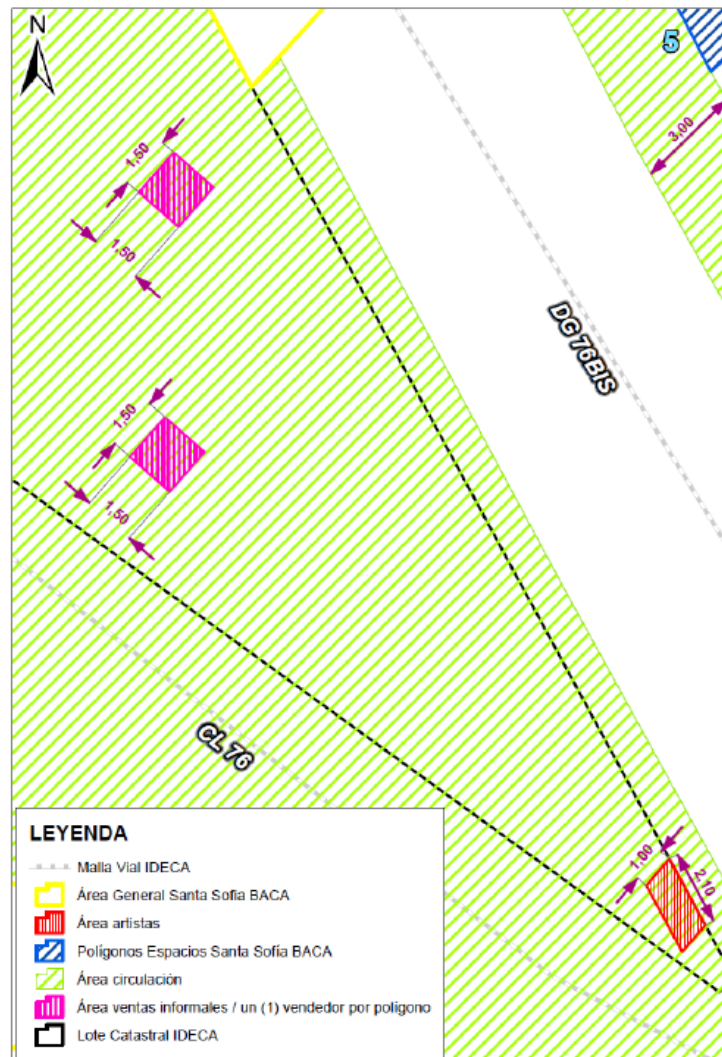 N
5
3,00
1,50
1,50
DG 76BIS
1,50
1,50
CL 76
1,00
2,10
LEYENDA
Malla Vial IDECA
Área General Santa Sofía BACA
Área artistas
Polígonos Espacios Santa Sofía BACA
Área circulación
Área ventas informales / un (1) vendedor por polígono
Lote Catastral IDECA